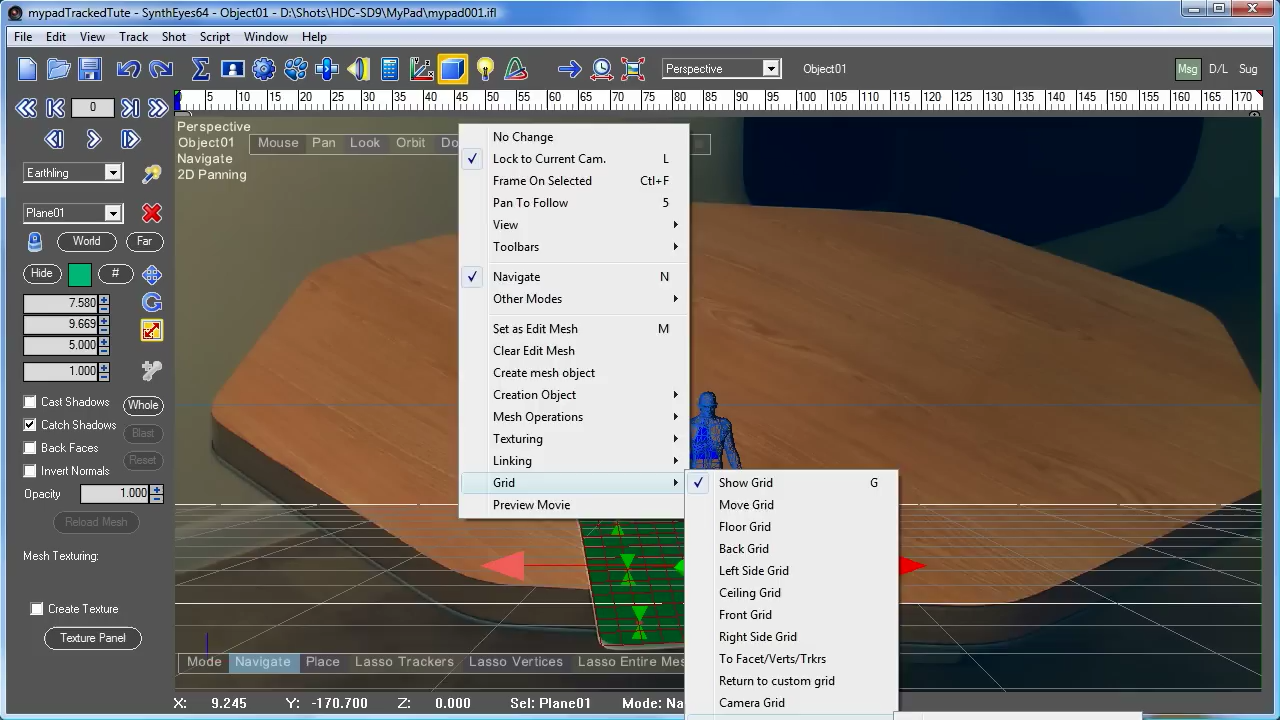 mypadTrackedTute - SynthEyes64 - Object01 - D:\Shots\HDC-SD9\MyPad\mypad001.ifl
File Edit View Track Shot Script Window Help
Perspective Object01 Msg D/L Sug
0 5 10 15 20 25 30 35 40 45 50 55 60 65 70 75 80 85 90 95 100 105 110 115 120 125 130 135 140 145 150 155 160 165 170
Perspective
Object01 Mouse Pan Look Orbit Do
Navigate
2D Panning
Earthling
Plane01
World Far
Hide #
7.580
9.669
5.000
1.000
Cast Shadows Whole
Catch Shadows Blast
Back Faces
Invert Normals Reset
Opacity 1.000
Reload Mesh
Mesh Texturing:
Create Texture
Texture Panel
No Change
Lock to Current Cam. L
Frame On Selected Ctl+F
Pan To Follow 5
View
Toolbars
Navigate N
Other Modes
Set as Edit Mesh M
Clear Edit Mesh
Create mesh object
Creation Object
Mesh Operations
Texturing
Linking
Grid
Preview Movie
Show Grid G
Move Grid
Floor Grid
Back Grid
Left Side Grid
Ceiling Grid
Front Grid
Right Side Grid
To Facet/Verts/Trkrs
Return to custom grid
Camera Grid
Mode Navigate Place Lasso Trackers Lasso Vertices Lasso Entire Mes
X: 9.245 Y: -170.700 Z: 0.000 Sel: Plane01 Mode: Na